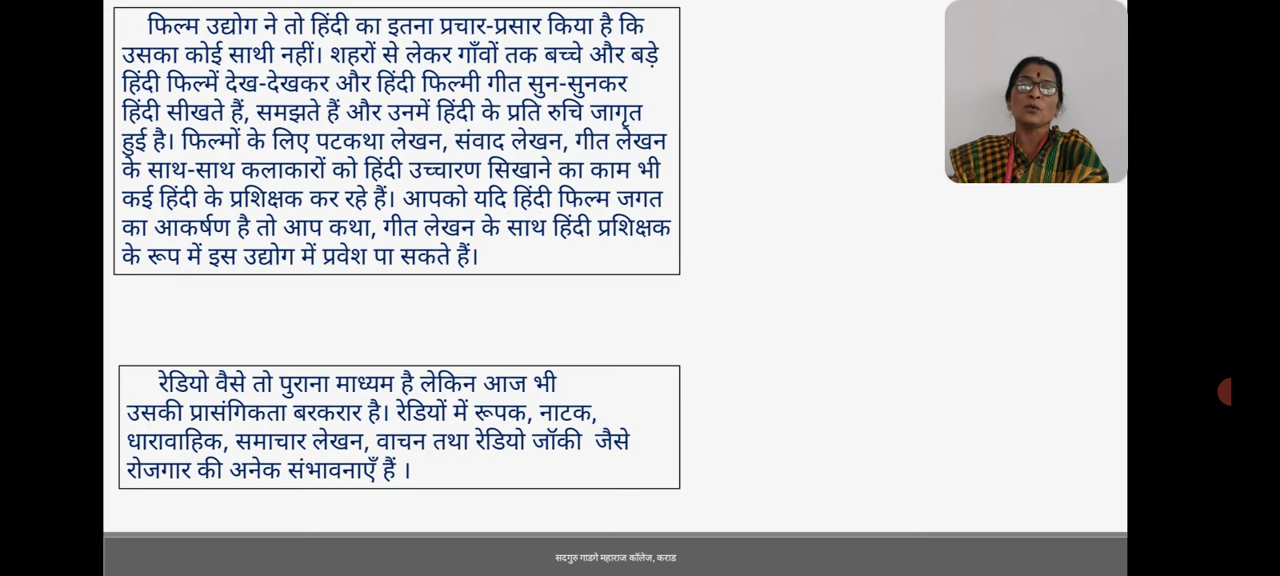 फिल्म उद्योग ने तो हिंदी का इतना प्रचार-प्रसार किया है कि
उसका कोई साथी नहीं। शहरों से लेकर गाँवों तक बच्चे और बड़े
हिंदी फिल्में देख-देखकर और हिंदी फिल्मी गीत सुन-सुनकर
हिंदी सीखते हैं, समझते हैं और उनमें हिंदी के प्रति रुचि जागृत
हुई है। फिल्मों के लिए पटकथा लेखन, संवाद लेखन, गीत लेखन
के साथ-साथ कलाकारों को हिंदी उच्चारण सिखाने का काम भी
कई हिंदी के प्रशिक्षक कर रहे हैं। आपको यदि हिंदी फिल्म जगत
का आकर्षण है तो आप कथा, गीत लेखन के साथ हिंदी प्रशिक्षक
के रूप में इस उद्योग में प्रवेश पा सकते हैं।
रेडियो वैसे तो पुराना माध्यम है लेकिन आज भी
उसकी प्रासंगिकता बरकरार है। रेडियों में रूपक, नाटक,
धारावाहिक, समाचार लेखन, वाचन तथा रेडियो जॉकी जैसे
रोजगार की अनेक संभावनाएँ हैं ।
सदगुरु गाडगे महाराज कॉलेज, कराड